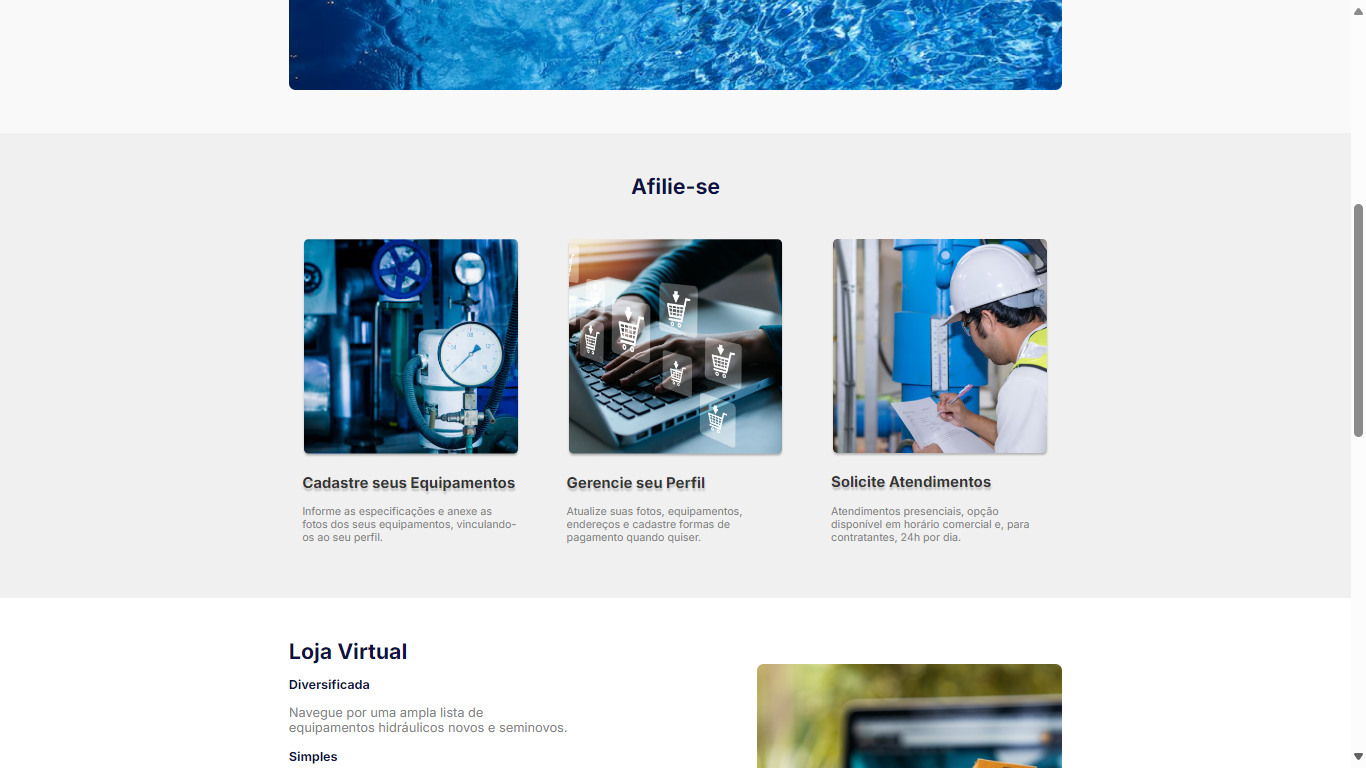 Afilie-se
Cadastre seus Equipamentos
Informe as especificações e anexe as
fotos dos seus equipamentos, vinculando-
os ao seu perfil.
Gerencie seu Perfil
Atualize suas fotos, equipamentos,
endereços e cadastre formas de
pagamento quando quiser.
Solicite Atendimentos
Atendimentos presenciais, opção
disponível em horário comercial e, para
contratantes, 24h por dia.
Loja Virtual
Diversificada
Navegue por uma ampla lista de
equipamentos hidráulicos novos e seminovos.
Simples